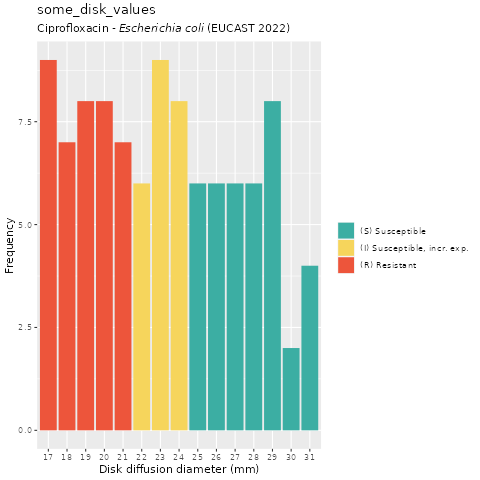 some_disk_values
Ciprofloxacin - Escherichia coli (EUCAST 2022)
Frequency
7.5
5.0
2.5
0.0
17 18 19 20 21 22 23 24 25 26 27 28 29 30 31
Disk diffusion diameter (mm)
(S) Susceptible
(I) Susceptible, incr. exp.
(R) Resistant